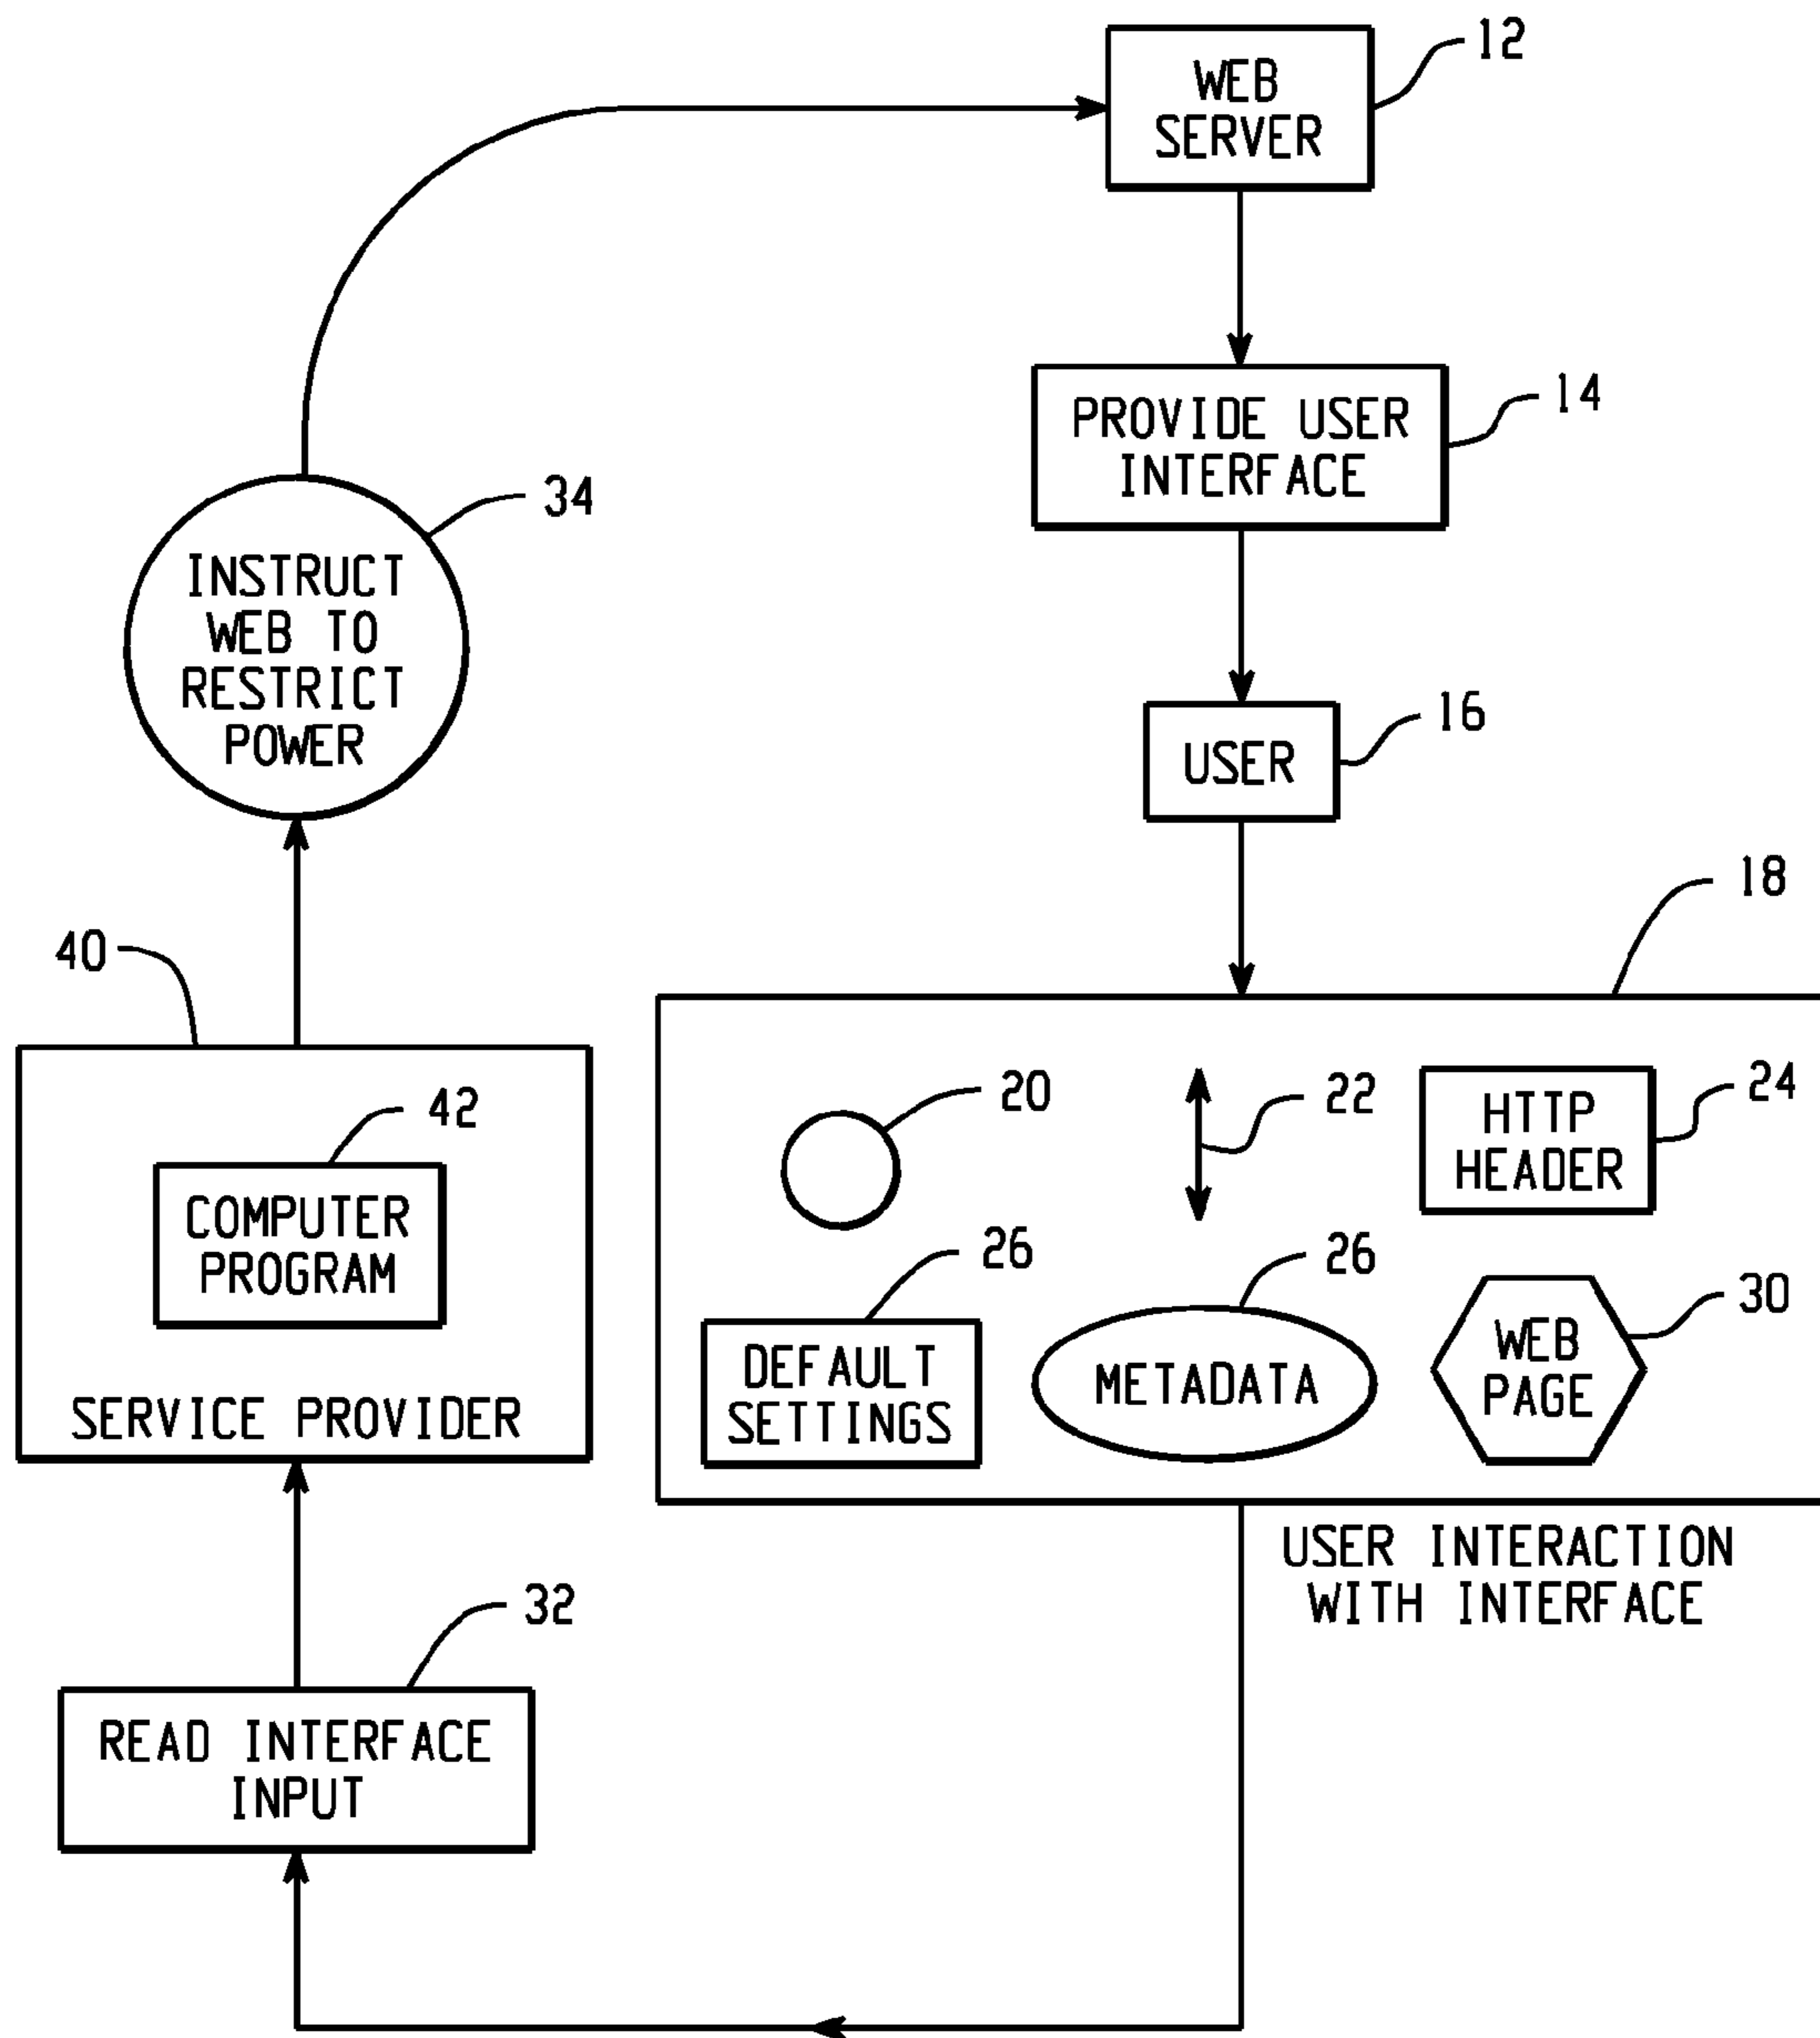 WEB
SERVER
12
PROVIDE USER
INTERFACE
14
34
INSTRUCT
WEB TO
RESTRICT
POWER
USER
16
18
40
42
COMPUTER
PROGRAM
SERVICE PROVIDER
20
22
24
HTTP
HEADER
26
DEFAULT
SETTINGS
26
METADATA
30
WEB
PAGE
USER INTERACTION
WITH INTERFACE
32
READ INTERFACE
INPUT